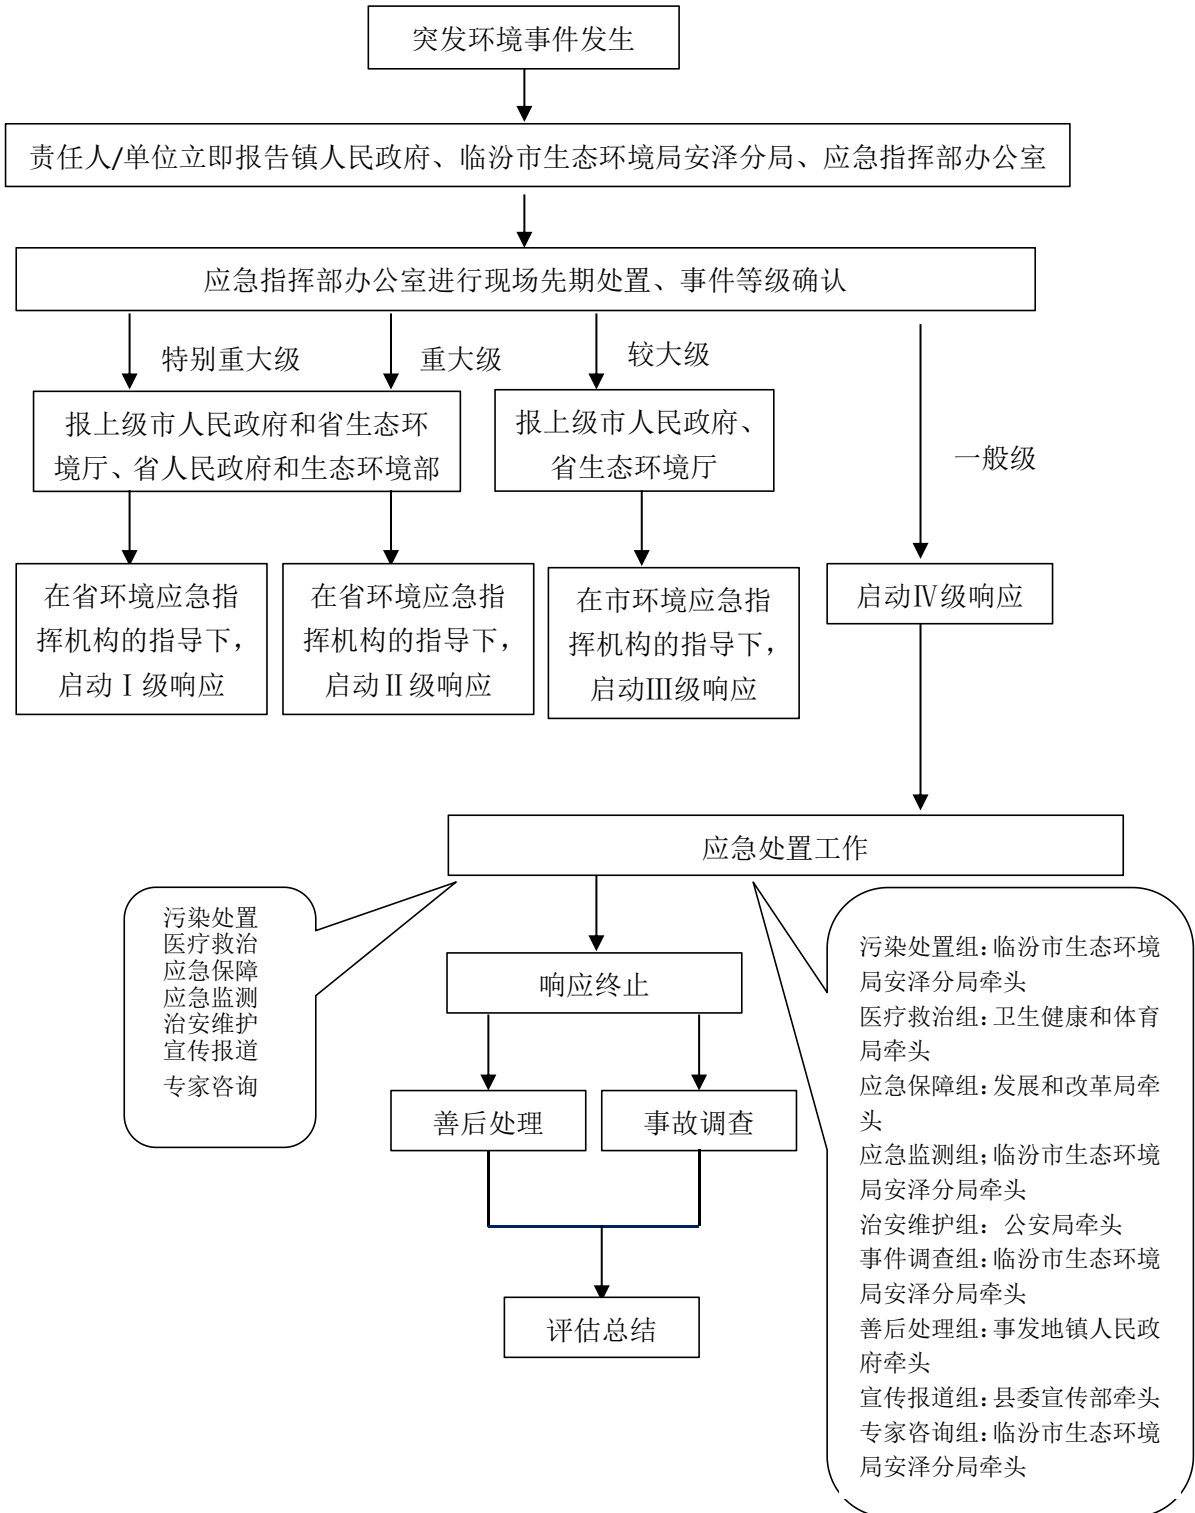 突发环境事件发生
责任人/单位立即报告镇人民政府、临汾市生态环境局安泽分局、应急指挥部办公室
应急指挥部办公室进行现场先期处置、事件等级确认
特别重大级
重大级
较大级
一般级
报上级市人民政府和省生态环
境厅、省人民政府和生态环境部
报上级市人民政府、
省生态环境厅
在省环境应急指
挥机构的指导下，
启动Ⅰ级响应
在省环境应急指
挥机构的指导下，
启动Ⅱ级响应
在市环境应急指
挥机构的指导下，
启动Ⅲ级响应
启动Ⅳ级响应
应急处置工作
污染处置
医疗救治
应急保障
应急监测
治安维护
宣传报道
专家咨询
响应终止
善后处理
事故调查
评估总结
污染处置组：临汾市生态环境
局安泽分局牵头
医疗救治组：卫生健康和体育
局牵头
应急保障组：发展和改革局牵
头
应急监测组；临汾市生态环境
局安泽分局牵头
治安维护组： 公安局牵头
事件调查组：临汾市生态环境
局安泽分局牵头
善后处理组：事发地镇人民政
府牵头
宣传报道组：县委宣传部牵头
专家咨询组：临汾市生态环境
局安泽分局牵头